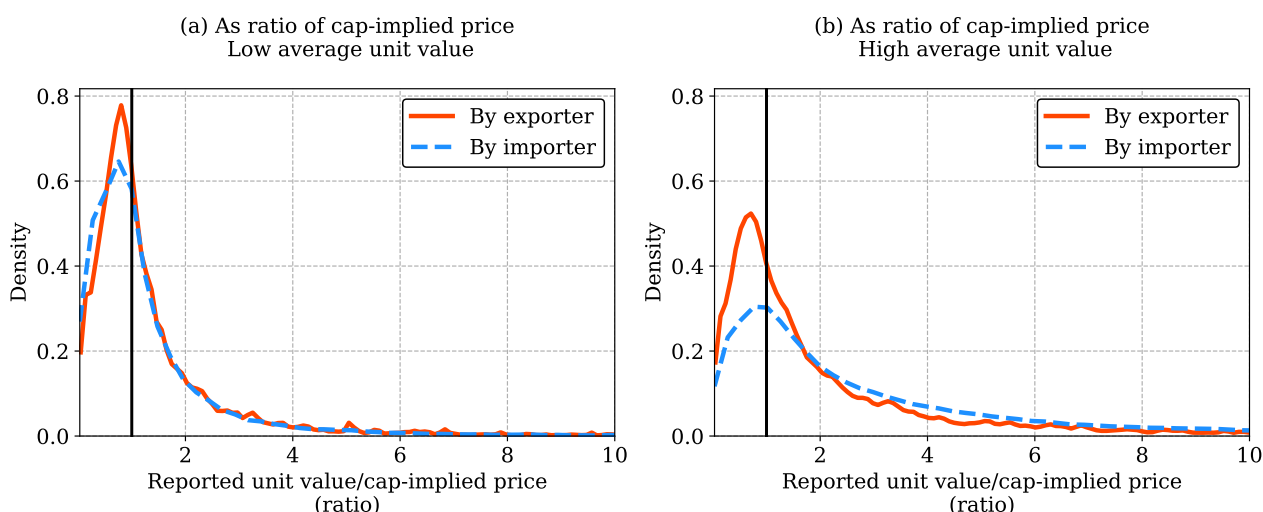 (a) As ratio of cap-implied price
Low average unit value
0.8
0.6
0.4
0.2
0.0
Density
By exporter
By importer
2
4
6
8
10
Reported unit value/cap-implied price
(ratio)
(b) As ratio of cap-implied price
High average unit value
0.8
0.6
0.4
0.2
0.0
Density
By exporter
By importer
2
4
6
8
10
Reported unit value/cap-implied price
(ratio)